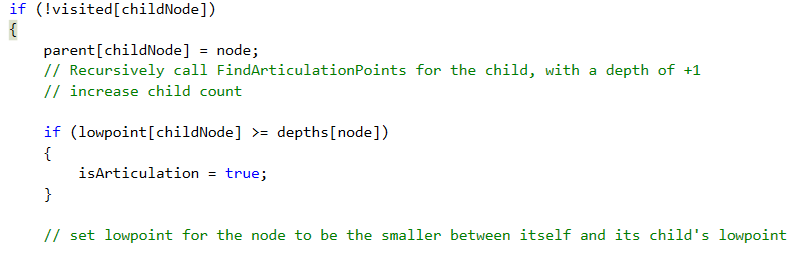 if (!visited[childNode])
{
parent[childNode] = node;
// Recursively call FindArticulationPoints for the child, with a depth of +1
// increase child count
if (lowpoint[childNode] >= depths[node])
{
isArticulation = true;
}
// set lowpoint for the node to be the smaller between itself and its child's lowpoint